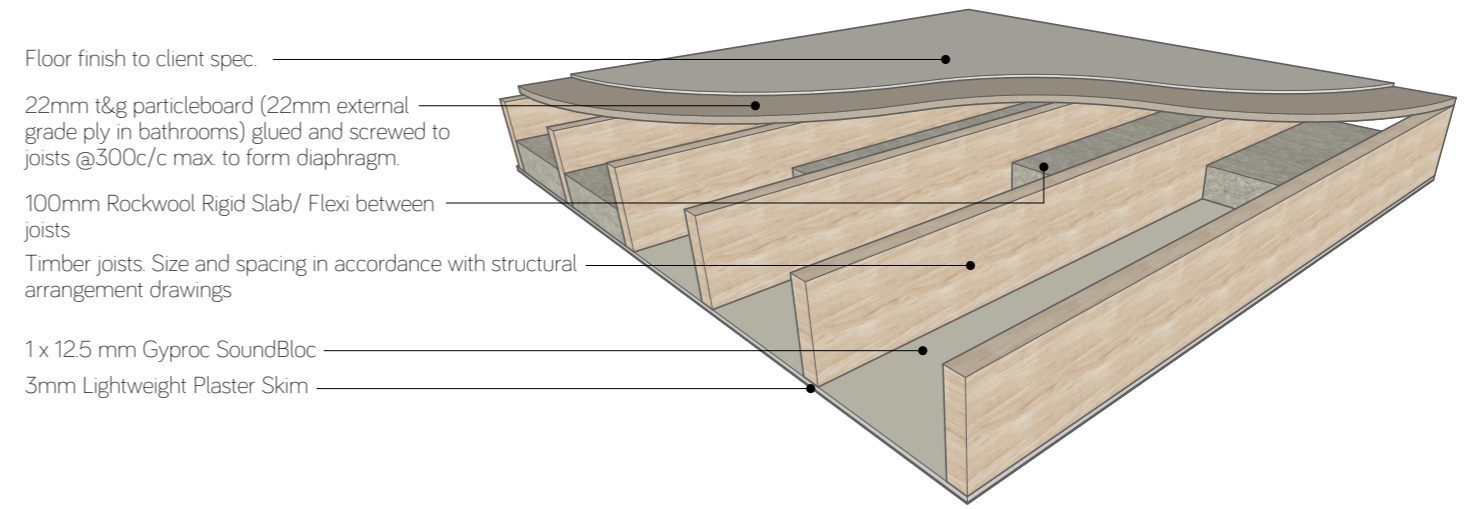 Floor finish to client spec.
22mm t&g particleboard (22mm external
grade ply in bathrooms) glued and screwed to
joists @300c/c max. to form diaphragm.
100mm Rockwool Rigid Slab/ Flexi between
joists
Timber joists. Size and spacing in accordance with structural
arrangement drawings
1 x 12.5 mm Gyproc SoundBloc
3mm Lightweight Plaster Skim